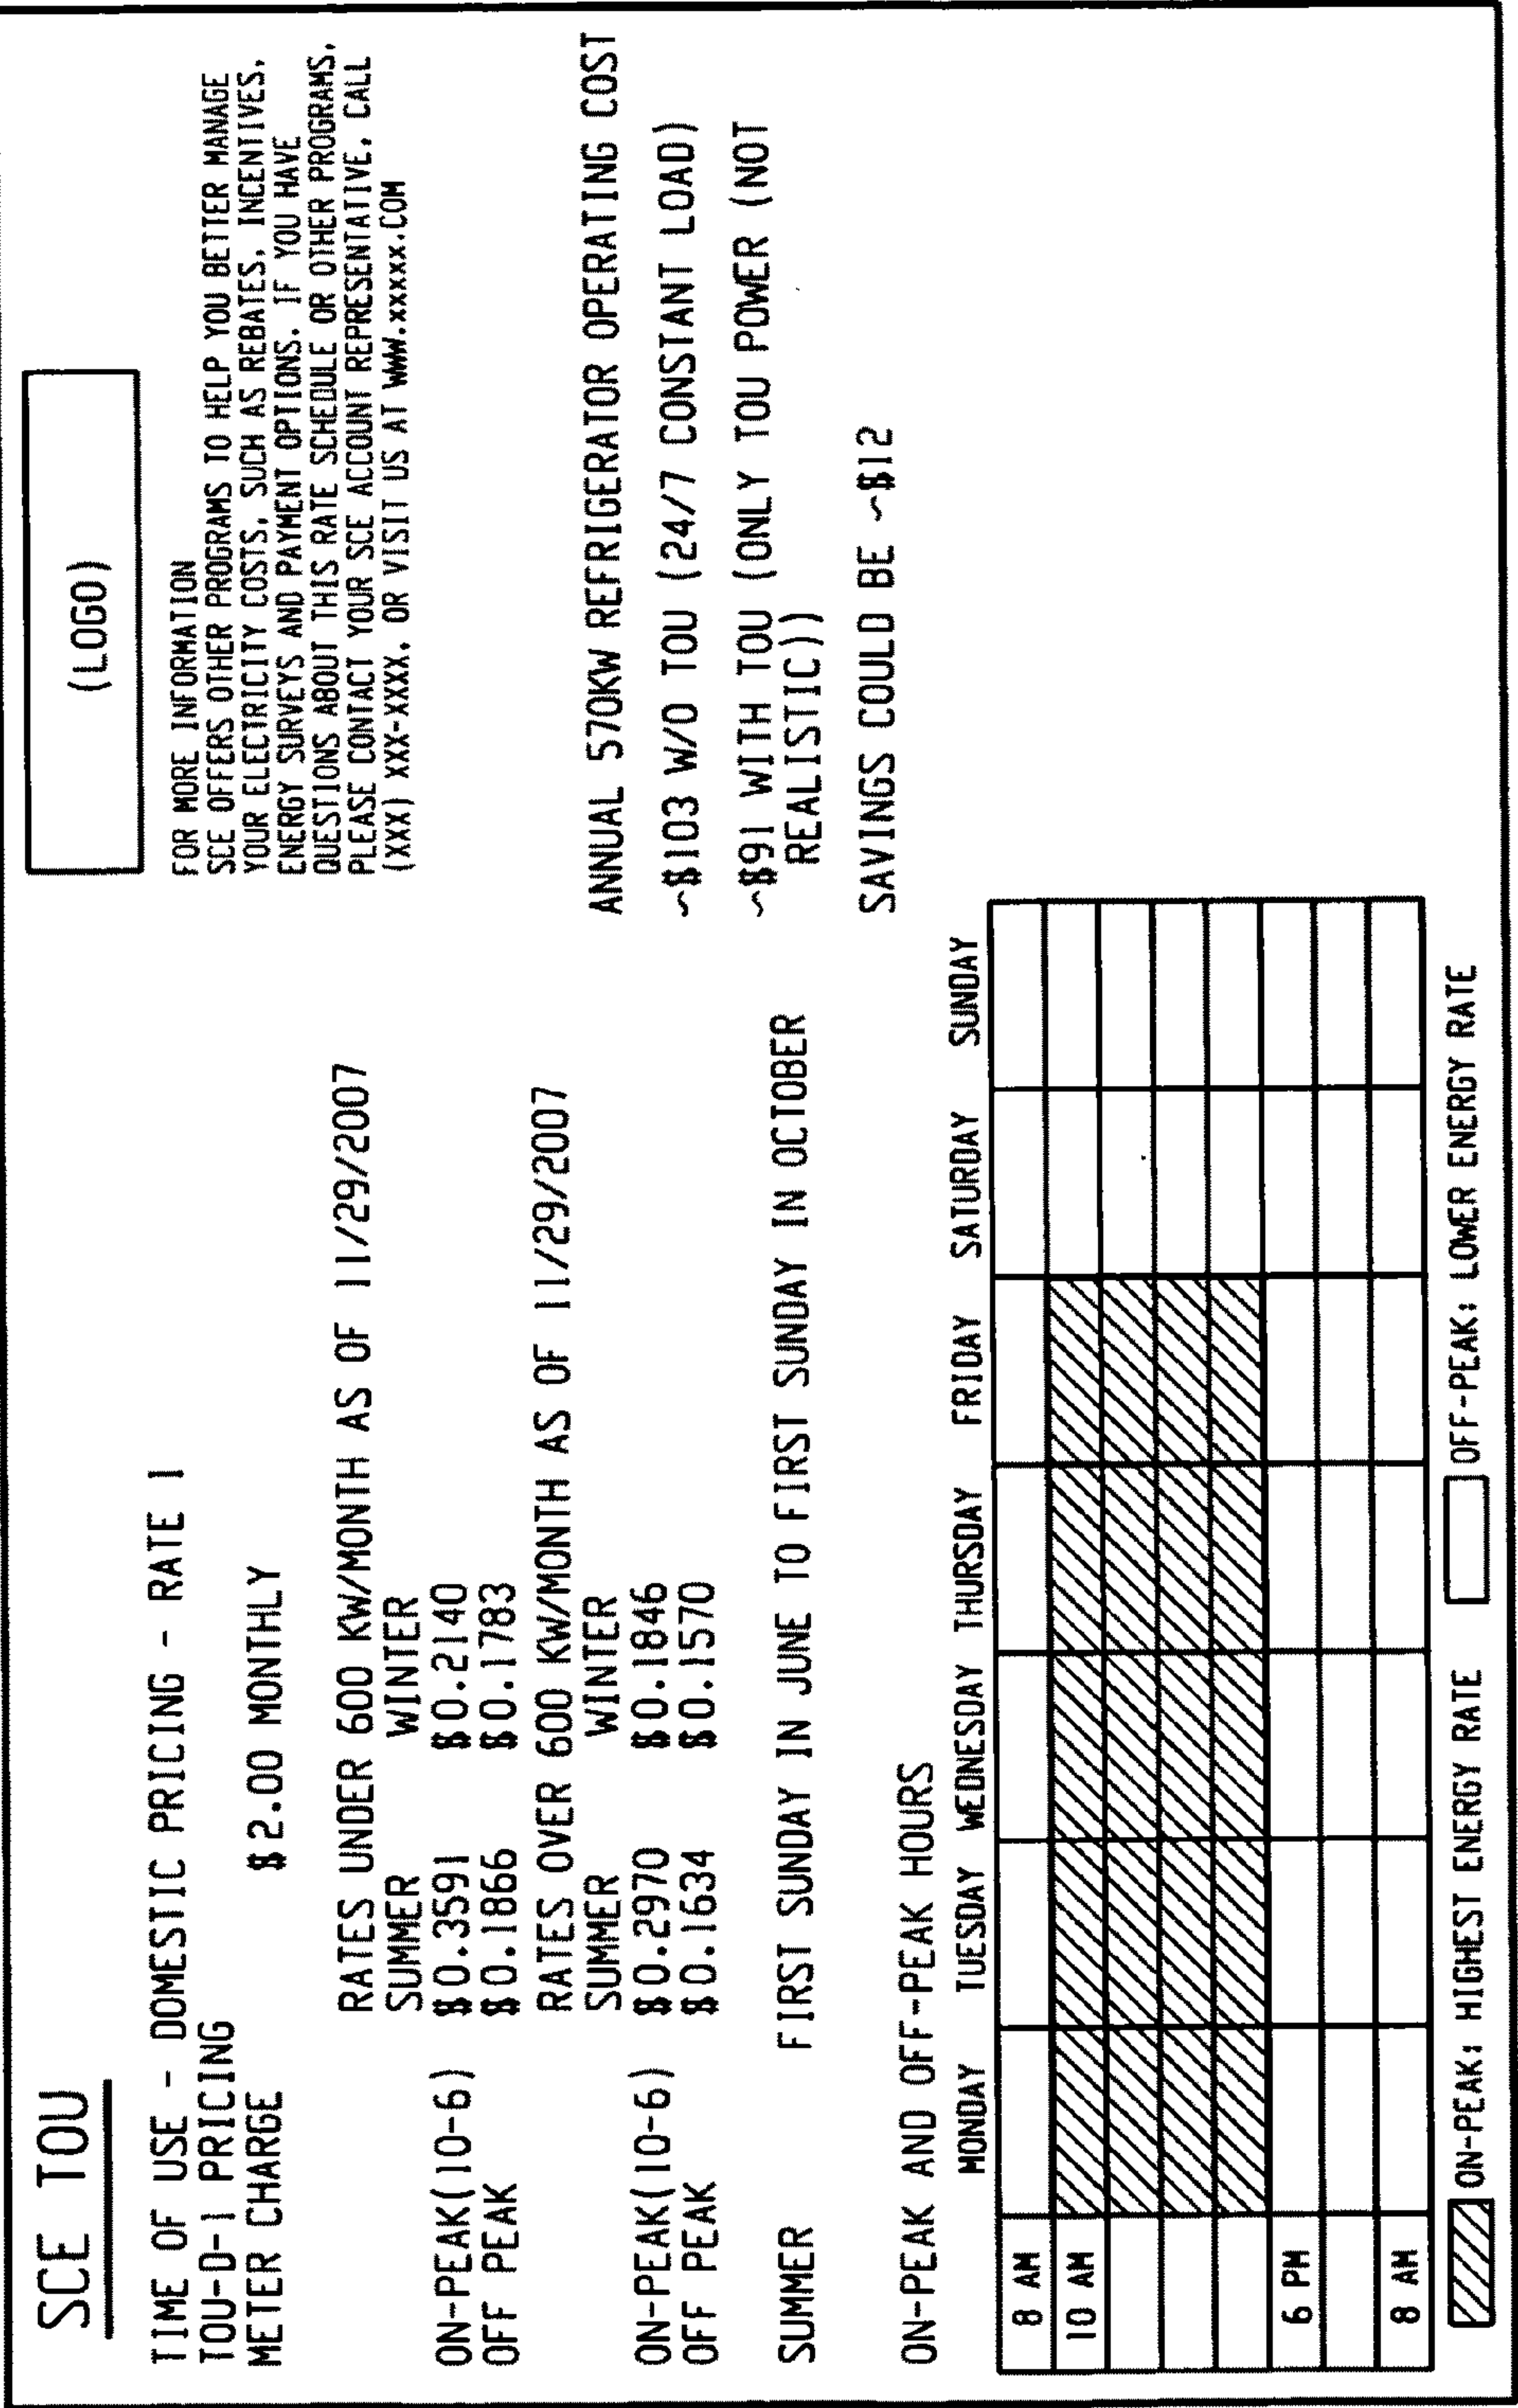 SCE TOU
TIME OF USE - DOMESTIC PRICING - RATE 1
TOU-D-1 PRICING
METER CHARGE $2.00 MONTHLY
RATES UNDER 600 KW/MONTH AS OF 11/29/2007
SUMMER WINTER
ON-PEAK(10-6) $0.3591 $0.2140
OFF PEAK $0.1866 $0.1783
RATES OVER 600 KW/MONTH AS OF 11/29/2007
SUMMER WINTER
ON-PEAK(10-6) $0.2970 $0.1846
OFF PEAK $0.1634 $0.1570
SUMMER FIRST SUNDAY IN JUNE TO FIRST SUNDAY IN OCTOBER
(LOGO)
FOR MORE INFORMATION
SCE OFFERS OTHER PROGRAMS TO HELP YOU BETTER MANAGE
YOUR ELECTRICITY COSTS, SUCH AS REBATES, INCENTIVES,
ENERGY SURVEYS AND PAYMENT OPTIONS. IF YOU HAVE
QUESTIONS ABOUT THIS RATE SCHEDULE OR OTHER PROGRAMS,
PLEASE CONTACT YOUR SCE ACCOUNT REPRESENTATIVE, CALL
(XXX) XXX-XXXX, OR VISIT US AT WWW.xxxxx.COM
ANNUAL 570KW REFRIGERATOR OPERATING COST
~$103 W/O TOU (24/7 CONSTANT LOAD)
~$91 WITH TOU (ONLY TOU POWER (NOT
REALISTIC))
SAVINGS COULD BE ~$12
ON-PEAK AND OFF-PEAK HOURS
MONDAY TUESDAY WEDNESDAY THURSDAY FRIDAY SATURDAY SUNDAY
8 AM
10 AM
6 PM
8 AM
ON-PEAK: HIGHEST ENERGY RATE OFF-PEAK: LOWER ENERGY RATE